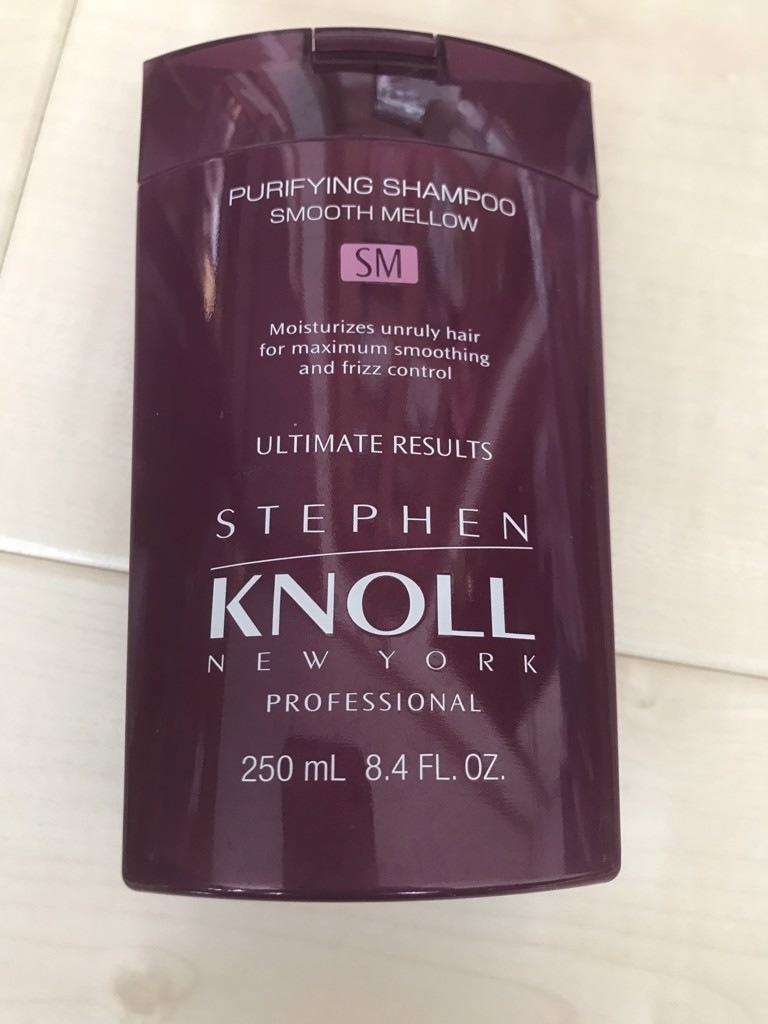 PURIFYING SHAMPOO
SMOOTH MELLOW
SM
Moisturizes unruly hair
for maximum smoothing
and frizz control
ULTIMATE RESULTS
STEPHEN
KNOLL
NEW YORK
PROFESSIONAL
250 mL 8.4 FL. OZ.